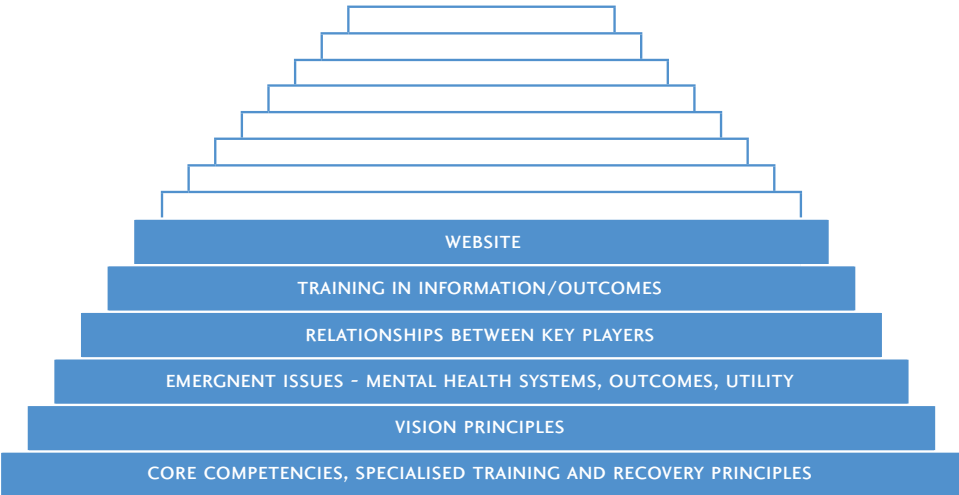 WEBSITE
TRAINING IN INFORMATION/OUTCOMES
RELATIONSHIPS BETWEEN KEY PLAYERS
EMERGNENT ISSUES - MENTAL HEALTH SYSTEMS, OUTCOMES, UTILITY
VISION PRINCIPLES
CORE COMPETENCIES, SPECIALISED TRAINING AND RECOVERY PRINCIPLES